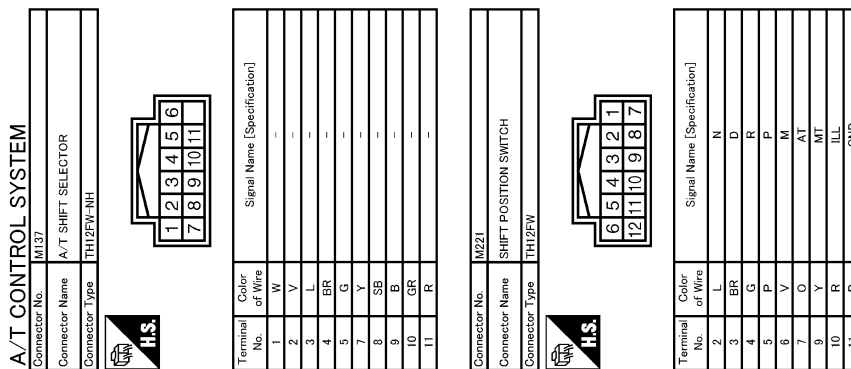 A/T CONTROL SYSTEM
Connector No. M137
Connector Name A/T SHIFT SELECTOR
Connector Type TH12FW-NH
H.S.
1 2 3 4 5 6
7 8 9 10 11
Terminal No. Color of Wire Signal Name [Specification]
1 W –
2 V –
3 L –
4 BR –
5 G –
7 Y –
8 SB –
9 B –
10 GR –
11 R –
Connector No. M221
Connector Name SHIFT POSITION SWITCH
Connector Type TH12FW
H.S.
6 5 4 3 2 1
12 11 10 9 8 7
Terminal No. Color of Wire Signal Name [Specification]
2 L N
3 BR D
4 G R
5 P P
6 V M
7 O AT
9 Y MT
10 R ILL
11 GND